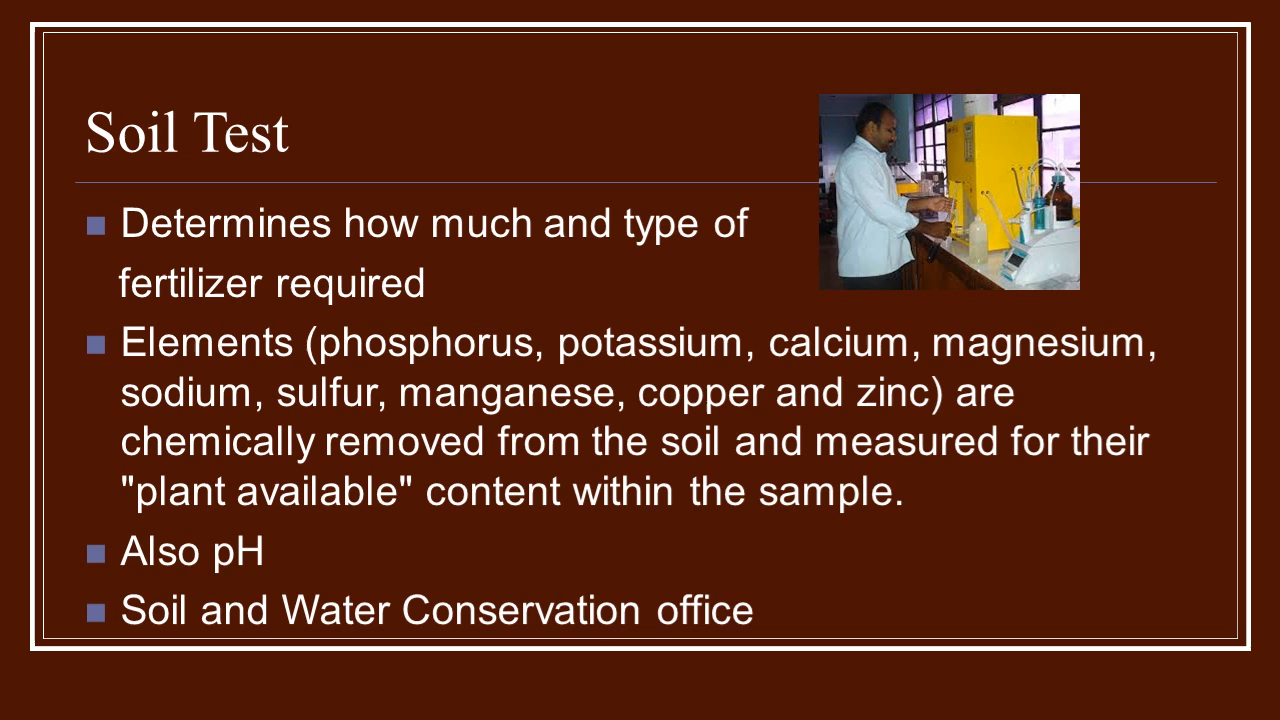 Soil Test
Determines how much and type of
fertilizer required
Elements (phosphorus, potassium, calcium, magnesium,
sodium, sulfur, manganese, copper and zinc) are
chemically removed from the soil and measured for their
"plant available" content within the sample.
Also pH
Soil and Water Conservation office